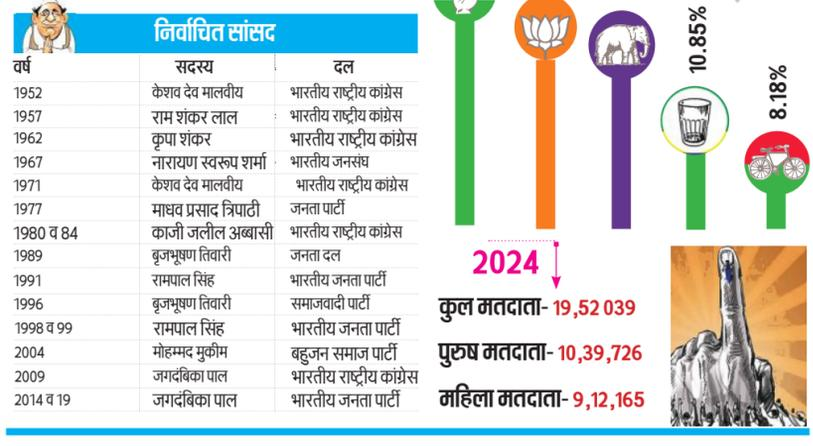 निर्वाचित सांसद
वर्ष सदस्य दल
1952 केशव देव मालवीय भारतीय राष्ट्रीय कांग्रेस
1957 राम शंकर लाल भारतीय राष्ट्रीय कांग्रेस
1962 कृपा शंकर भारतीय राष्ट्रीय कांग्रेस
1967 नारायण स्वरूप शर्मा भारतीय जनसंघ
1971 केशव देव मालवीय भारतीय राष्ट्रीय कांग्रेस
1977 माधव प्रसाद त्रिपाठी जनता पार्टी
1980 व 84 काजी जलील अब्बासी भारतीय राष्ट्रीय कांग्रेस
1989 बृजभूषण तिवारी जनता दल
1991 रामपाल सिंह भारतीय जनता पार्टी
1996 बृजभूषण तिवारी समाजवादी पार्टी
1998 व 99 रामपाल सिंह भारतीय जनता पार्टी
2004 मोहम्मद मुकीम बहुजन समाज पार्टी
2009 जगदंबिका पाल भारतीय राष्ट्रीय कांग्रेस
2014 व 19 जगदंबिका पाल भारतीय जनता पार्टी
10.85%
8.18%
2024
कुल मतदाता- 19,52 039
पुरुष मतदाता- 10,39,726
महिला मतदाता- 9,12,165